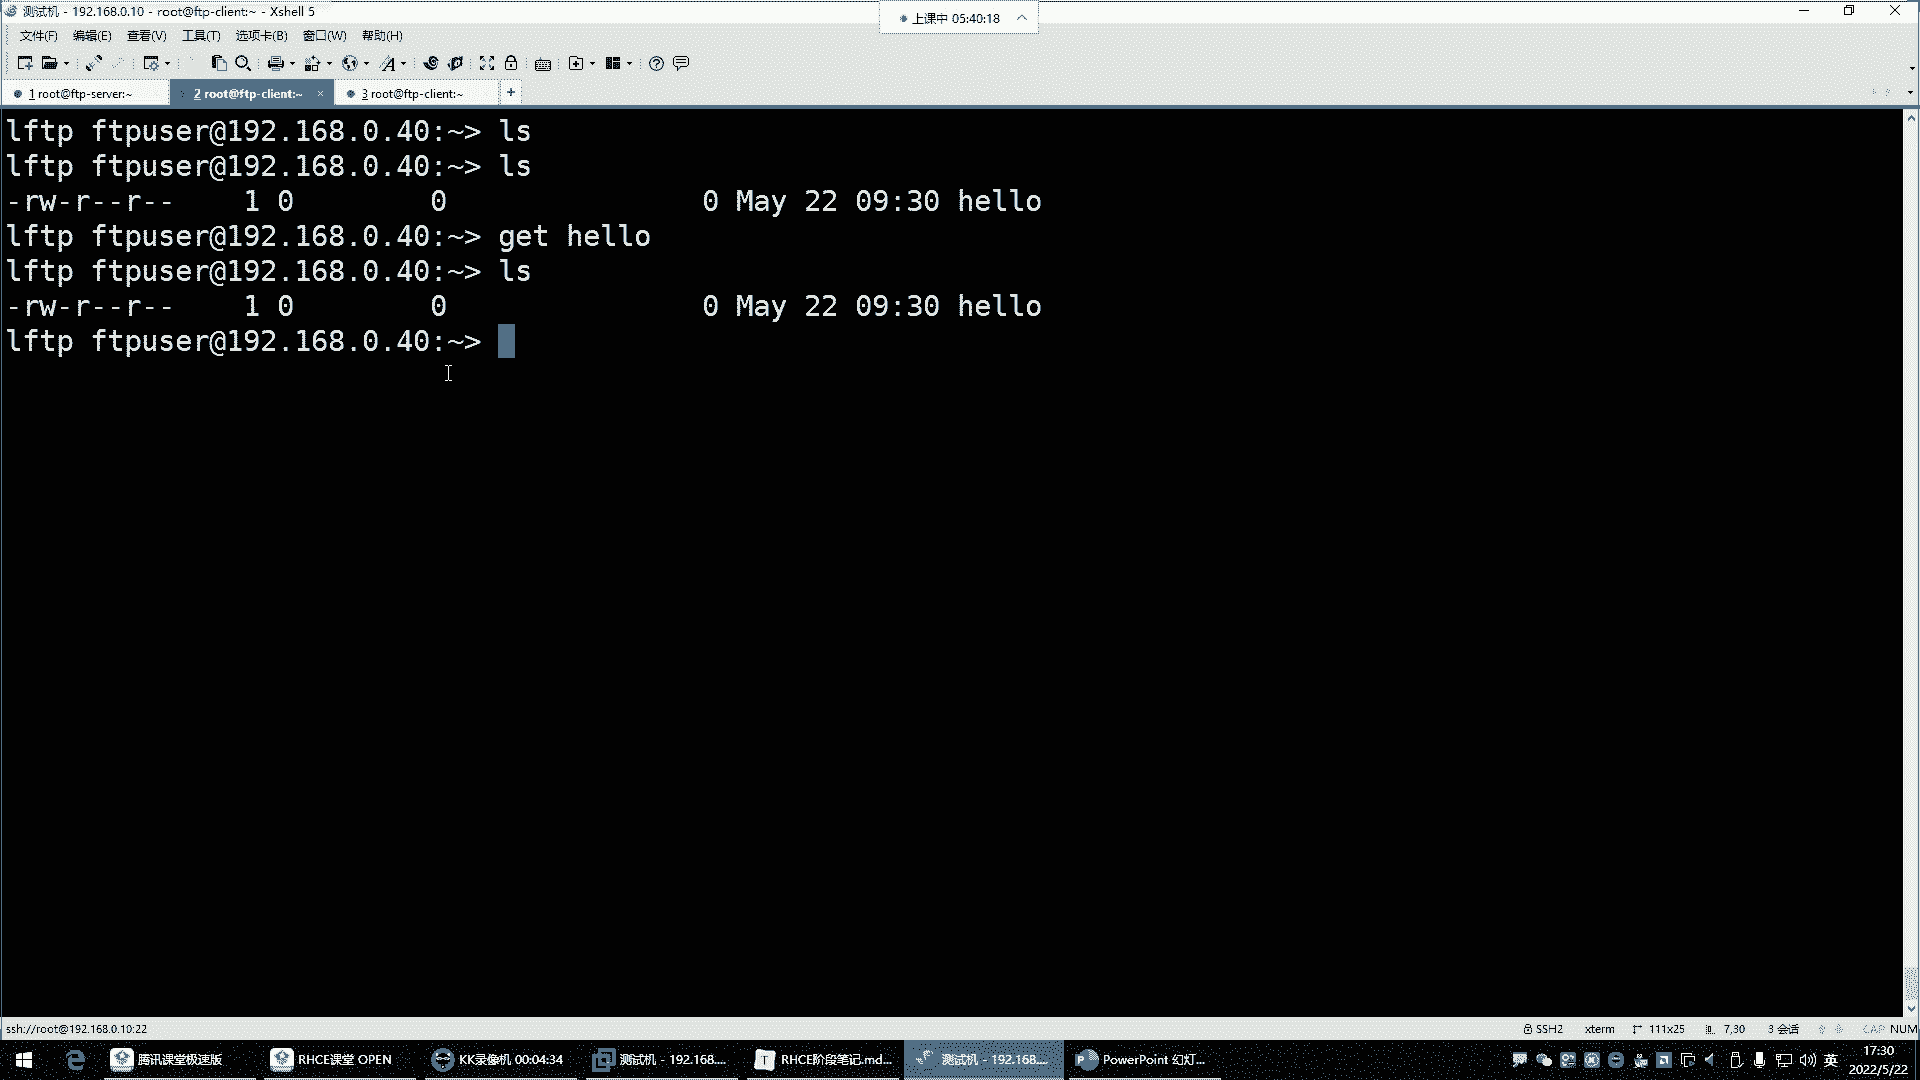 测试机 - 192.168.0.10 - root@ftp-client:~ - Xshell 5
上课中 05:40:18
文件(F) 编辑(E) 查看(V) 工具(T) 选项卡(B) 窗口(W) 帮助(H)
1 root@ftp-server:~ 2 root@ftp-client:~ × 3 root@ftp-client:~ +
lftp ftpuser@192.168.0.40:~> ls
lftp ftpuser@192.168.0.40:~> ls
-rw-r--r-- 1 0 0 0 May 22 09:30 hello
lftp ftpuser@192.168.0.40:~> get hello
lftp ftpuser@192.168.0.40:~> ls
-rw-r--r-- 1 0 0 0 May 22 09:30 hello
lftp ftpuser@192.168.0.40:~>
ssh://root@192.168.0.10:22 SSH2 xterm 111x25 7,30 3 会话 CAP NUM
腾讯课堂极速版 RHCE课堂 OPEN KK录像机 00:04:34 测试机 - 192.168.... RHCE阶段笔记.md... 测试机 - 192.168.... PowerPoint 幻灯... 英 17:30
2022/5/22